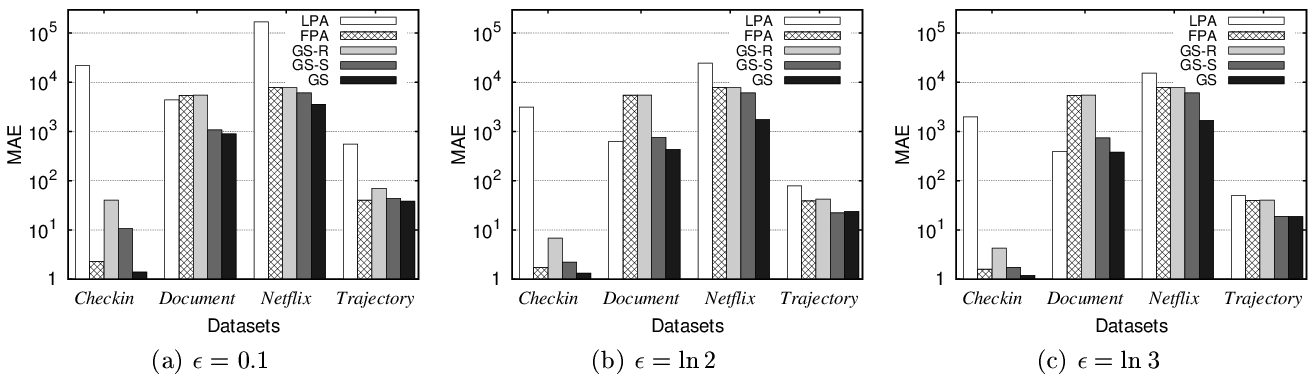 MAE
10^5
10^4
10^3
10^2
10^1
1
LPA
FPA
GS-R
GS-S
GS
Checkin Document Netflix Trajectory
Datasets
(a) ϵ = 0.1
MAE
10^5
10^4
10^3
10^2
10^1
1
LPA
FPA
GS-R
GS-S
GS
Checkin Document Netflix Trajectory
Datasets
(b) ϵ = ln 2
MAE
10^5
10^4
10^3
10^2
10^1
1
LPA
FPA
GS-R
GS-S
GS
Checkin Document Netflix Trajectory
Datasets
(c) ϵ = ln 3